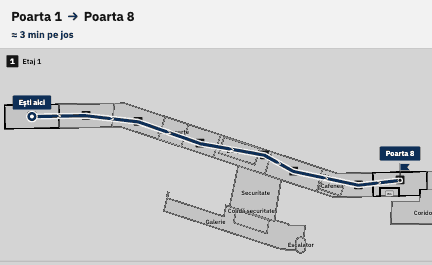 Poarta 1 → Poarta 8
≈ 3 min pe jos
1 Etaj 1
Ești aici
Poarta 8
Cafenea
Securitate
Coadă securitate
Galerie
Escalator
Corido